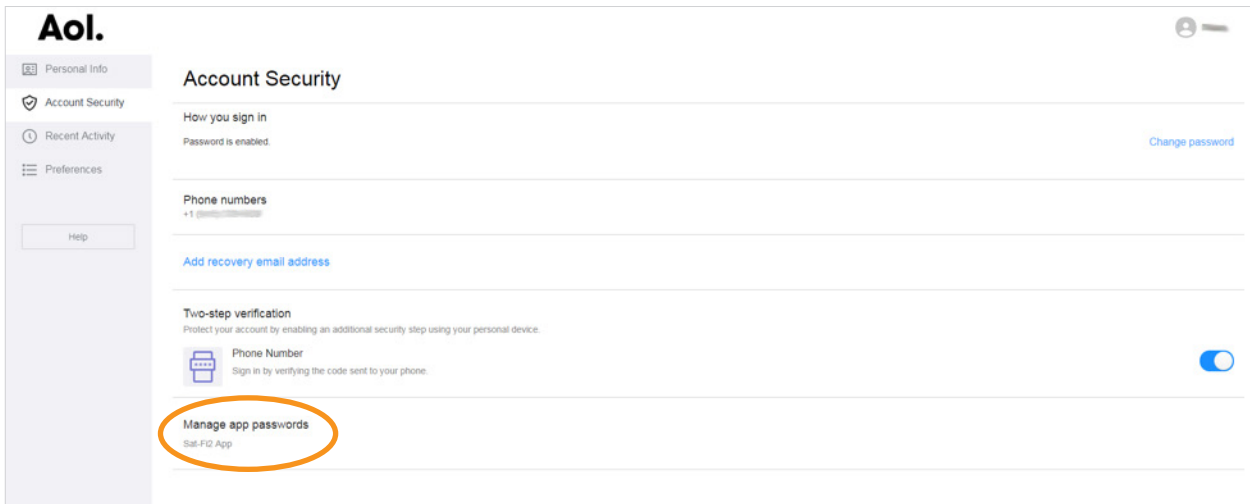 Aol.
Personal Info
Account Security
Recent Activity
Preferences
Help
Account Security
How you sign in
Password is enabled.
Change password
Phone numbers
+1
Add recovery email address
Two-step verification
Protect your account by enabling an additional security step using your personal device.
Phone Number
Sign in by verifying the code sent to your phone.
Manage app passwords
Sat-Fi2 App